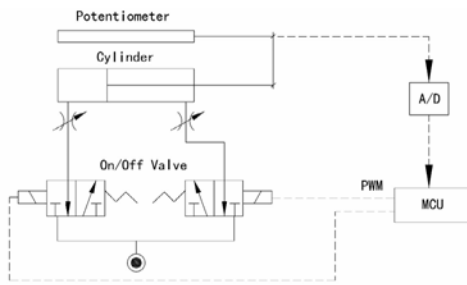 Potentiometer
Cylinder
A/D
On/Off Valve
PWM
MCU